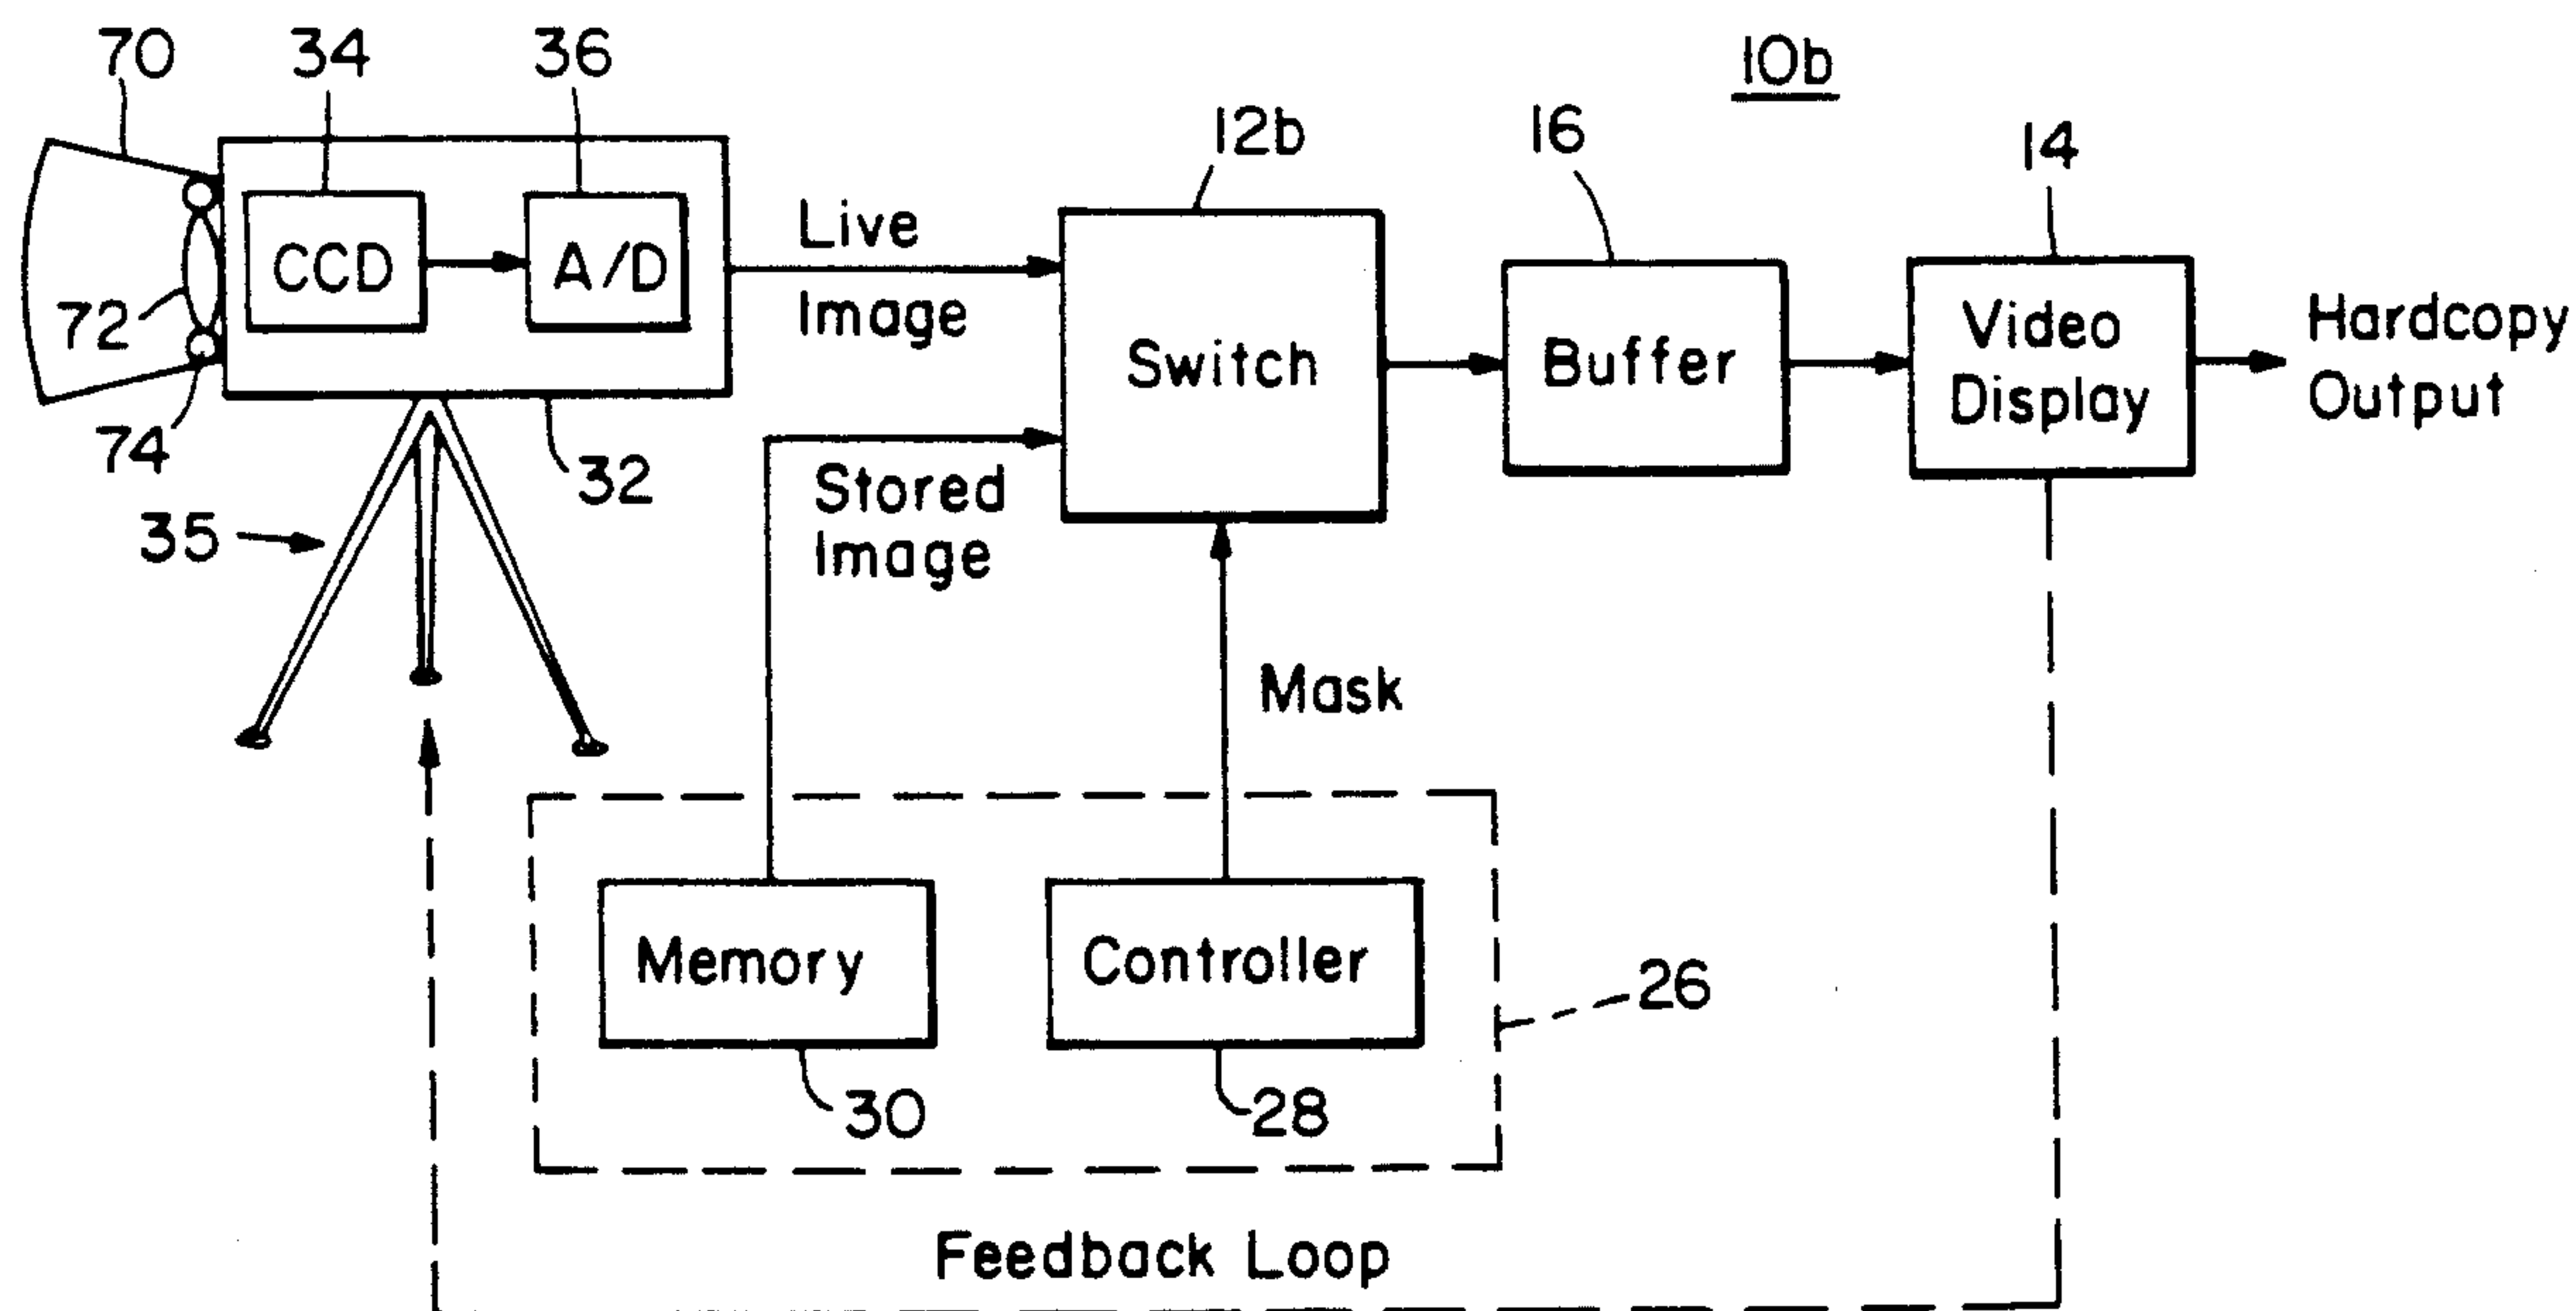 70
34
36
10b
12b
16
14
CCD
A/D
Live
Image
Switch
Buffer
Video
Display
Hardcopy
Output
72
74
32
35
Stored
Image
Mask
Memory
Controller
26
30
28
Feedback Loop